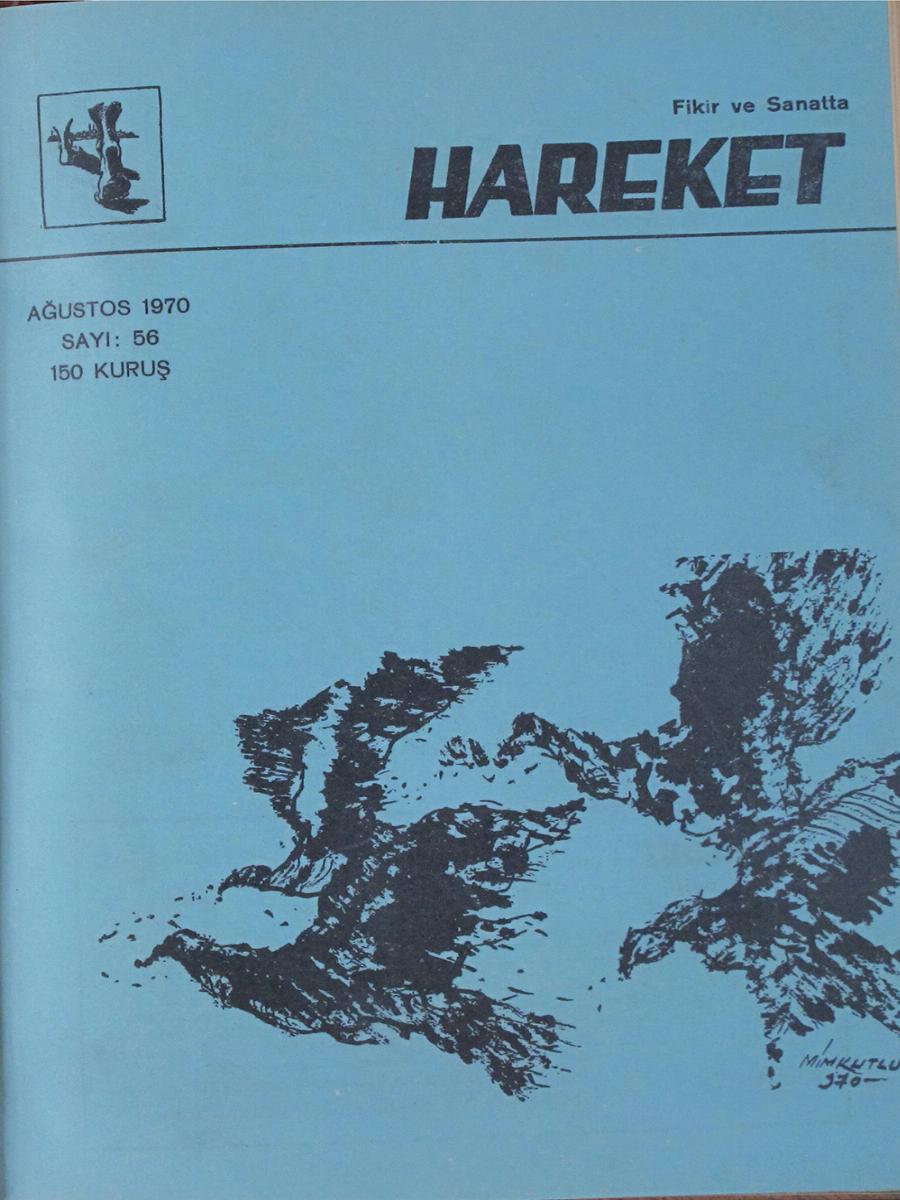 Fikir ve Sanatta
HAREKET
AĞUSTOS 1970
SAYI: 56
150 KURUŞ
MİMKUTLU
970